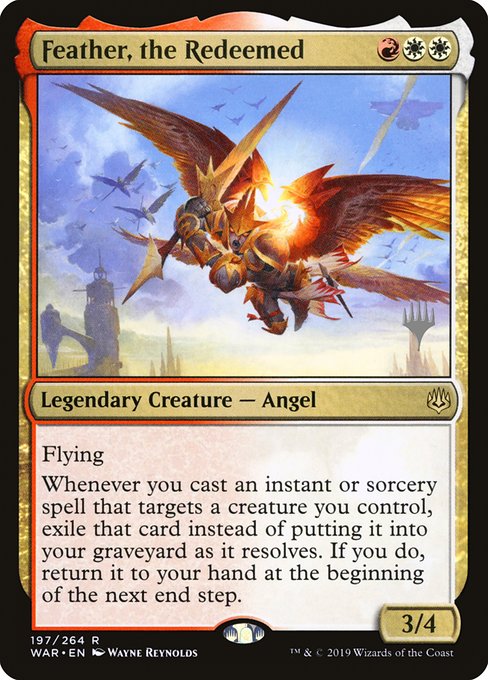 Feather, the Redeemed
Legendary Creature — Angel
Flying
Whenever you cast an instant or sorcery
spell that targets a creature you control,
exile that card instead of putting it into
your graveyard as it resolves. If you do,
return it to your hand at the beginning
of the next end step.
3/4
197/264 R
WAR • EN Wayne Reynolds
™ & © 2019 Wizards of the Coast